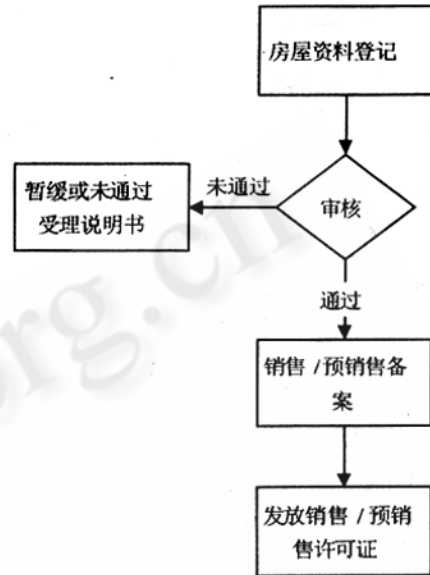 房屋资料登记
暂缓或未通过
受理说明书
未通过
审核
通过
销售 /预销售备
案
发放销售 / 预销
售许可证
org.cn